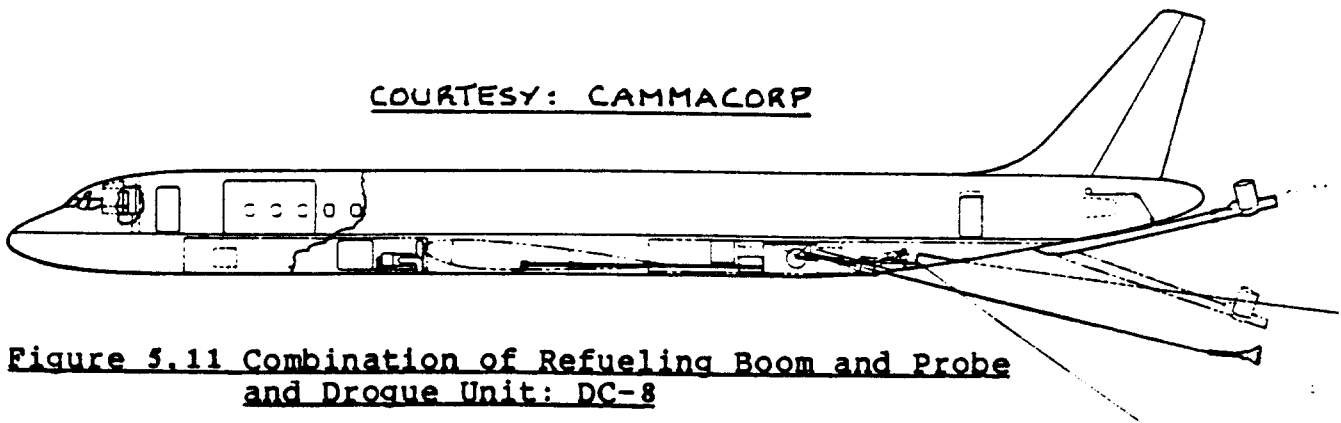 COURTESY: CAMMACORP
Figure 5.11 Combination of Refueling Boom and Probe
and Drogue Unit: DC-8